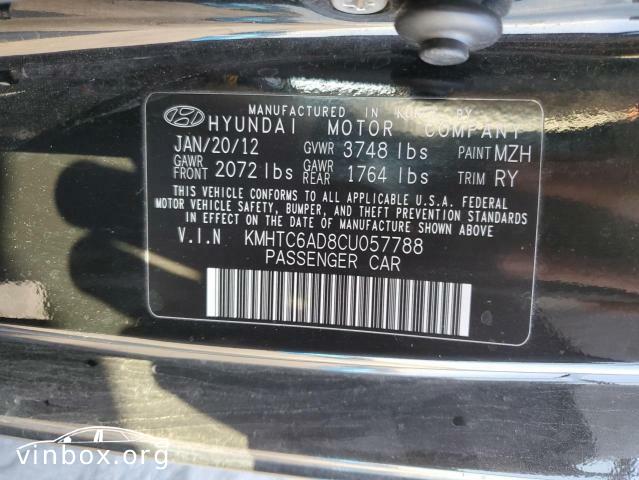 MANUFACTURED IN KOREA BY
HYUNDAI MOTOR COMPANY
JAN/20/12 GVWR 3748 lbs PAINT MZH
GAWR FRONT 2072 lbs GAWR REAR 1764 lbs TRIM RY
THIS VEHICLE CONFORMS TO ALL APPLICABLE U.S.A. FEDERAL
MOTOR VEHICLE SAFETY, BUMPER, AND THEFT PREVENTION STANDARDS
IN EFFECT ON THE DATE OF MANUFACTURE SHOWN ABOVE.
V.I.N KMHTC6AD8CU057788
PASSENGER CAR
vinbox.org